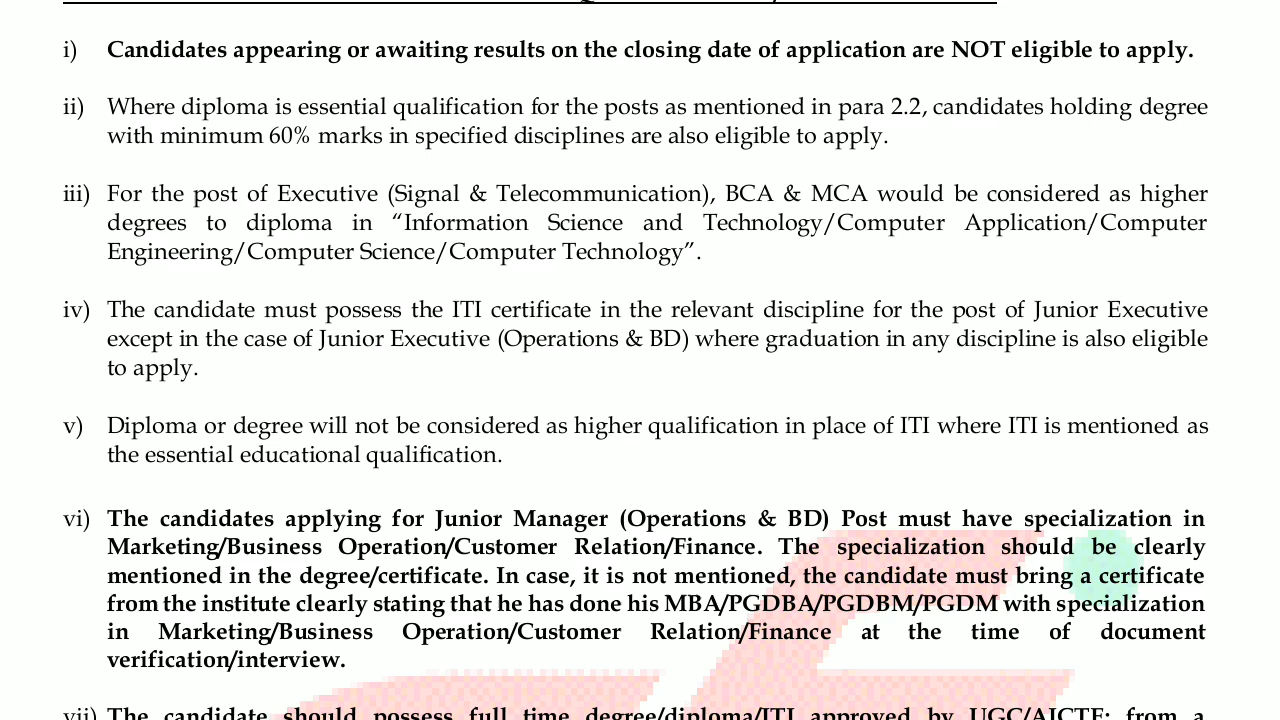 i) Candidates appearing or awaiting results on the closing date of application are NOT eligible to apply.
ii) Where diploma is essential qualification for the posts as mentioned in para 2.2, candidates holding degree
with minimum 60% marks in specified disciplines are also eligible to apply.
iii) For the post of Executive (Signal & Telecommunication), BCA & MCA would be considered as higher
degrees to diploma in “Information Science and Technology/Computer Application/Computer
Engineering/Computer Science/Computer Technology”.
iv) The candidate must possess the ITI certificate in the relevant discipline for the post of Junior Executive
except in the case of Junior Executive (Operations & BD) where graduation in any discipline is also eligible
to apply.
v) Diploma or degree will not be considered as higher qualification in place of ITI where ITI is mentioned as
the essential educational qualification.
vi) The candidates applying for Junior Manager (Operations & BD) Post must have specialization in
Marketing/Business Operation/Customer Relation/Finance. The specialization should be clearly
mentioned in the degree/certificate. In case, it is not mentioned, the candidate must bring a certificate
from the institute clearly stating that he has done his MBA/PGDBA/PGDBM/PGDM with specialization
in Marketing/Business Operation/Customer Relation/Finance at the time of document
verification/interview.
vii) The candidate should possess full time degree/diploma/ITI approved by UGC/AICTE; from a